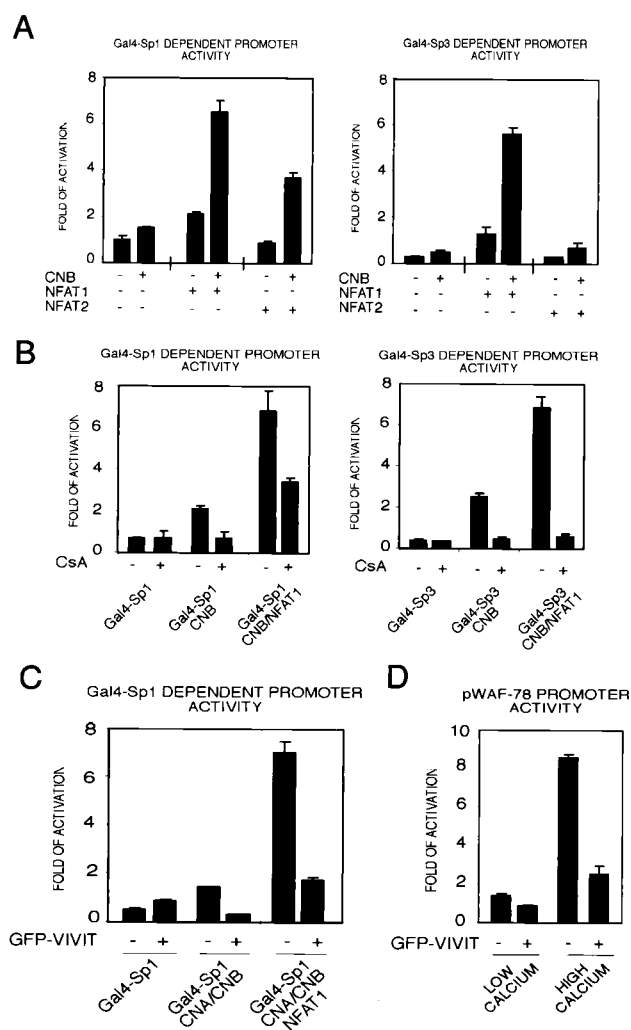 A
Gal4-Sp1 DEPENDENT PROMOTER
ACTIVITY
FOLD OF ACTIVATION
8
6
4
2
0
CNB - + - + - +
NFAT1 - - + + - -
NFAT2 - - - - + +
Gal4-Sp3 DEPENDENT PROMOTER
ACTIVITY
FOLD OF ACTIVATION
8
6
4
2
0
CNB - + - + - +
NFAT1 - - + + - -
NFAT2 - - - - + +
B
Gal4-Sp1 DEPENDENT PROMOTER
ACTIVITY
FOLD OF ACTIVATION
8
6
4
2
0
CsA - + - + - +
Gal4-Sp1
Gal4-Sp1
CNB
Gal4-Sp1
CNB/NFAT1
Gal4-Sp3 DEPENDENT PROMOTER
ACTIVITY
FOLD OF ACTIVATION
8
6
4
2
0
CsA - + - + - +
Gal4-Sp3
Gal4-Sp3
CNB
Gal4-Sp3
CNB/NFAT1
C
Gal4-Sp1 DEPENDENT PROMOTER
ACTIVITY
FOLD OF ACTIVATION
8
6
4
2
0
GFP-VIVIT - + - + - +
Gal4-Sp1
Gal4-Sp1
CNA/CNB
Gal4-Sp1
CNA/CNB
NFAT1
D
pWAF-78 PROMOTER
ACTIVITY
FOLD OF ACTIVATION
10
8
6
4
2
0
GFP-VIVIT - + - +
LOW
CALCIUM
HIGH
CALCIUM